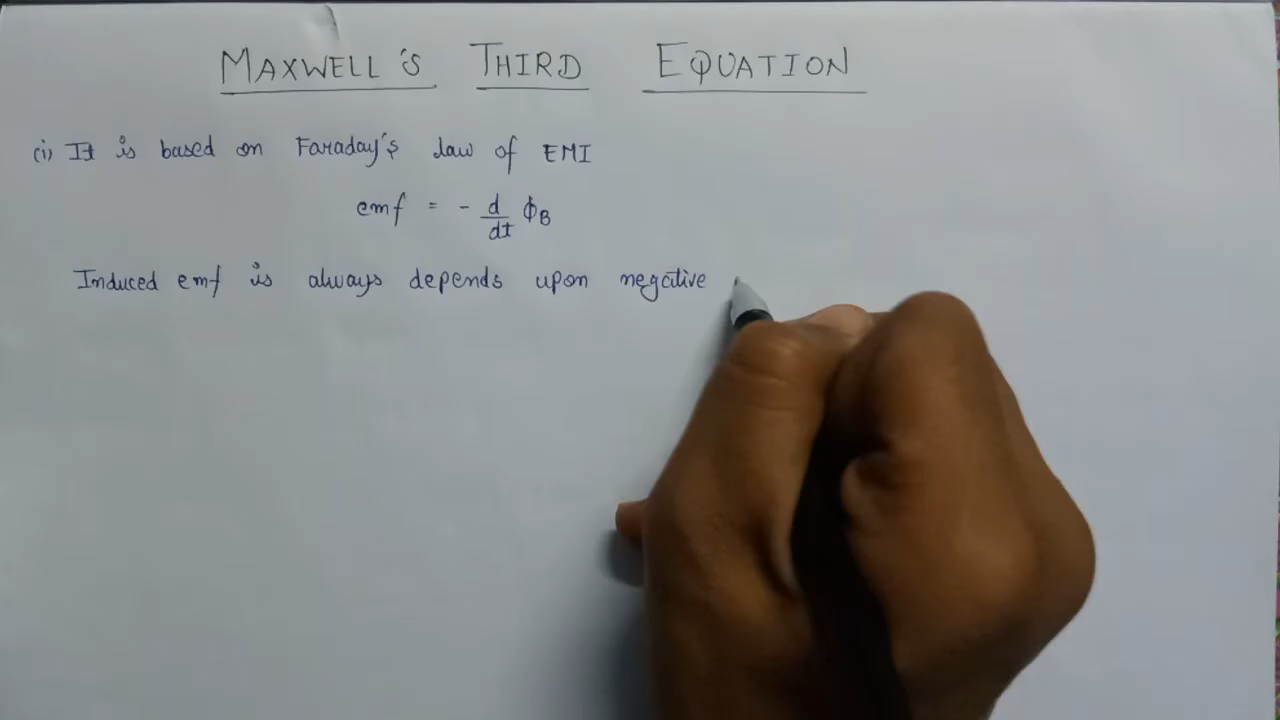 MAXWELL'S THIRD EQUATION
(i) It is based on Faraday's law of EMI
emf = - d/dt ϕB
Induced emf is always depends upon negative